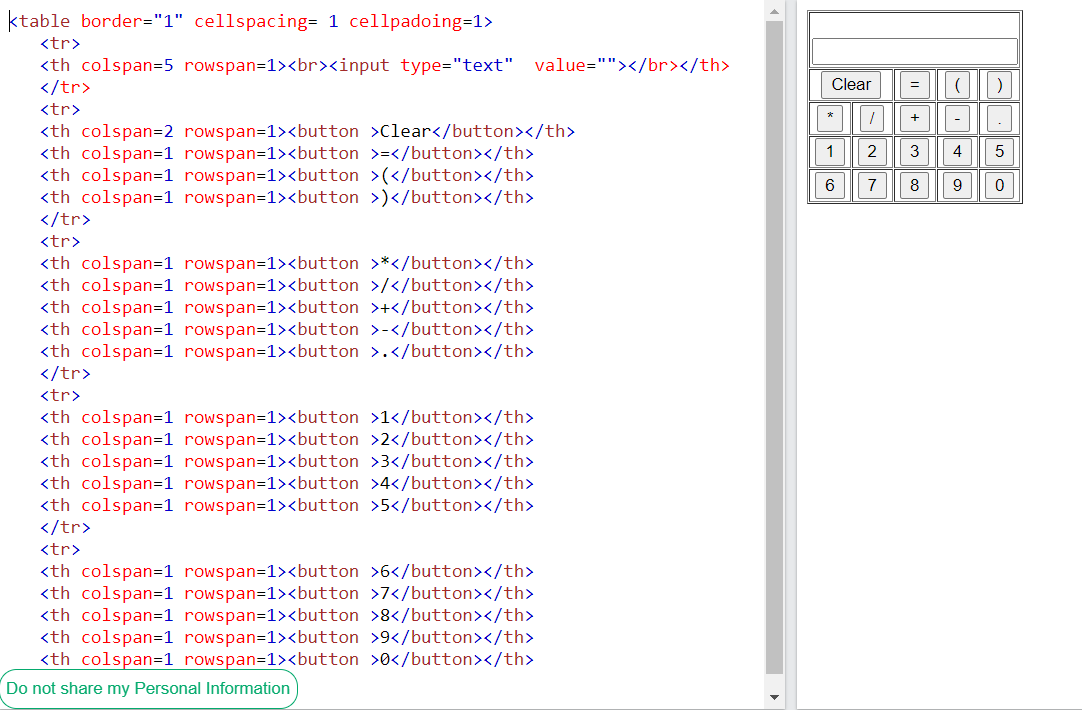 <table border="1" cellspacing= 1 cellpadoing=1>
<tr>
<th colspan=5 rowspan=1><br><input type="text"  value=""></br></th>
</tr>
<tr>
<th colspan=2 rowspan=1><button >Clear</button></th>
<th colspan=1 rowspan=1><button >=</button></th>
<th colspan=1 rowspan=1><button >(</button></th>
<th colspan=1 rowspan=1><button >)</button></th>
</tr>
<tr>
<th colspan=1 rowspan=1><button >*</button></th>
<th colspan=1 rowspan=1><button >/</button></th>
<th colspan=1 rowspan=1><button >+</button></th>
<th colspan=1 rowspan=1><button >-</button></th>
<th colspan=1 rowspan=1><button >.</button></th>
</tr>
<tr>
<th colspan=1 rowspan=1><button >1</button></th>
<th colspan=1 rowspan=1><button >2</button></th>
<th colspan=1 rowspan=1><button >3</button></th>
<th colspan=1 rowspan=1><button >4</button></th>
<th colspan=1 rowspan=1><button >5</button></th>
</tr>
<tr>
<th colspan=1 rowspan=1><button >6</button></th>
<th colspan=1 rowspan=1><button >7</button></th>
<th colspan=1 rowspan=1><button >8</button></th>
<th colspan=1 rowspan=1><button >9</button></th>
<th colspan=1 rowspan=1><button >0</button></th>
Do not share my Personal Information
Clear = ( )
* / + - .
1 2 3 4 5
6 7 8 9 0